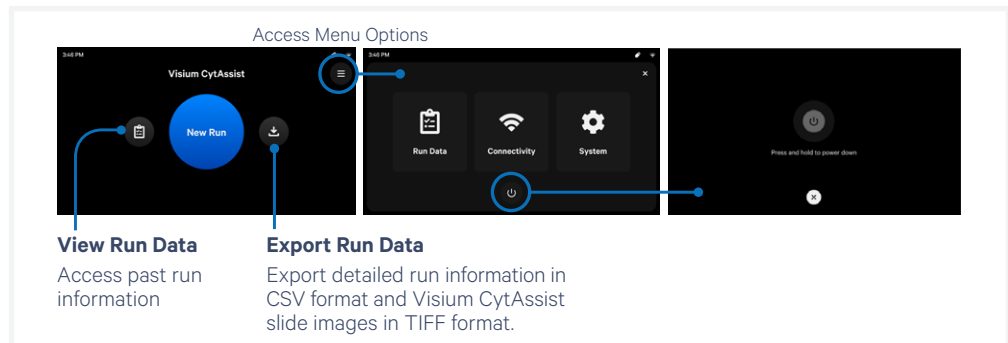 Access Menu Options
3:46 PM
Visium CytAssist
New Run
3:46 PM
Run Data
Connectivity
System
Press and hold to power down
View Run Data
Access past run
information
Export Run Data
Export detailed run information in
CSV format and Visium CytAssist
slide images in TIFF format.